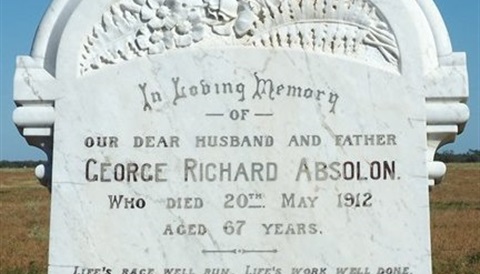 In Loving Memory
— OF —
OUR DEAR HUSBAND AND FATHER
GEORGE RICHARD ABSOLON.
WHO DIED 20TH. MAY 1912
AGED 67 YEARS.
LIFE'S RACE WELL RUN, LIFE'S WORK WELL DONE,